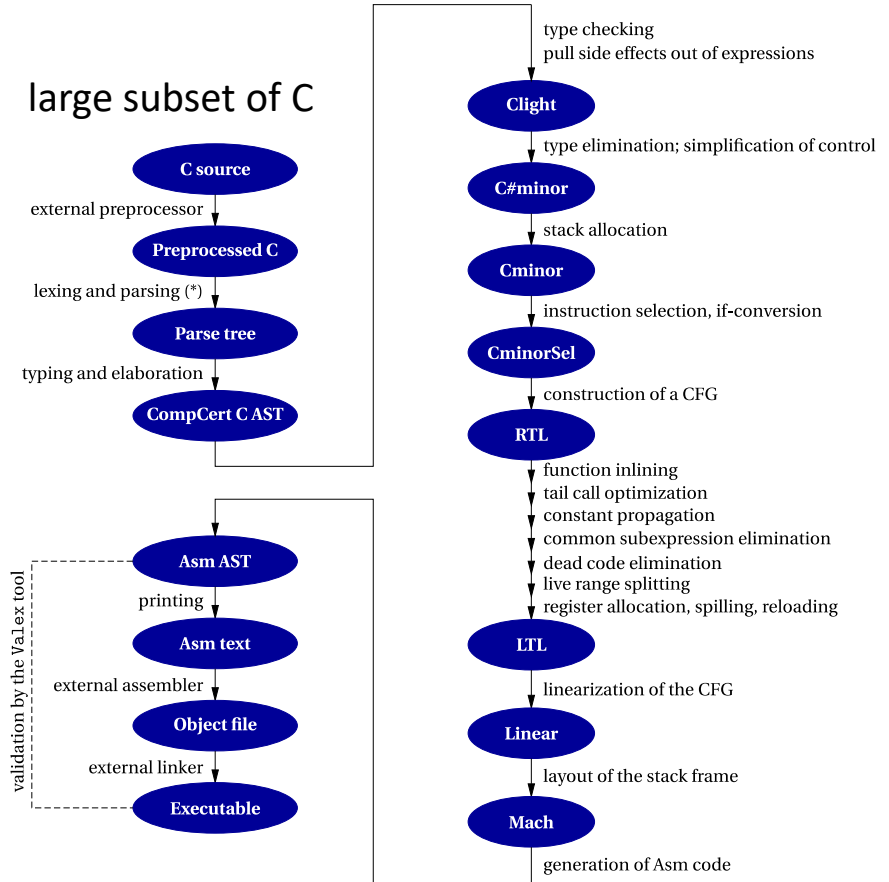 large subset of C
C source
external preprocessor
Preprocessed C
lexing and parsing (*)
Parse tree
typing and elaboration
CompCert C AST
type checking
pull side effects out of expressions
Clight
type elimination; simplification of control
C#minor
stack allocation
Cminor
instruction selection, if-conversion
CminorSel
construction of a CFG
RTL
function inlining
tail call optimization
constant propagation
common subexpression elimination
dead code elimination
live range splitting
register allocation, spilling, reloading
LTL
linearization of the CFG
Linear
layout of the stack frame
Mach
generation of Asm code
Asm AST
printing
Asm text
external assembler
Object file
external linker
Executable
validation by the Valex tool